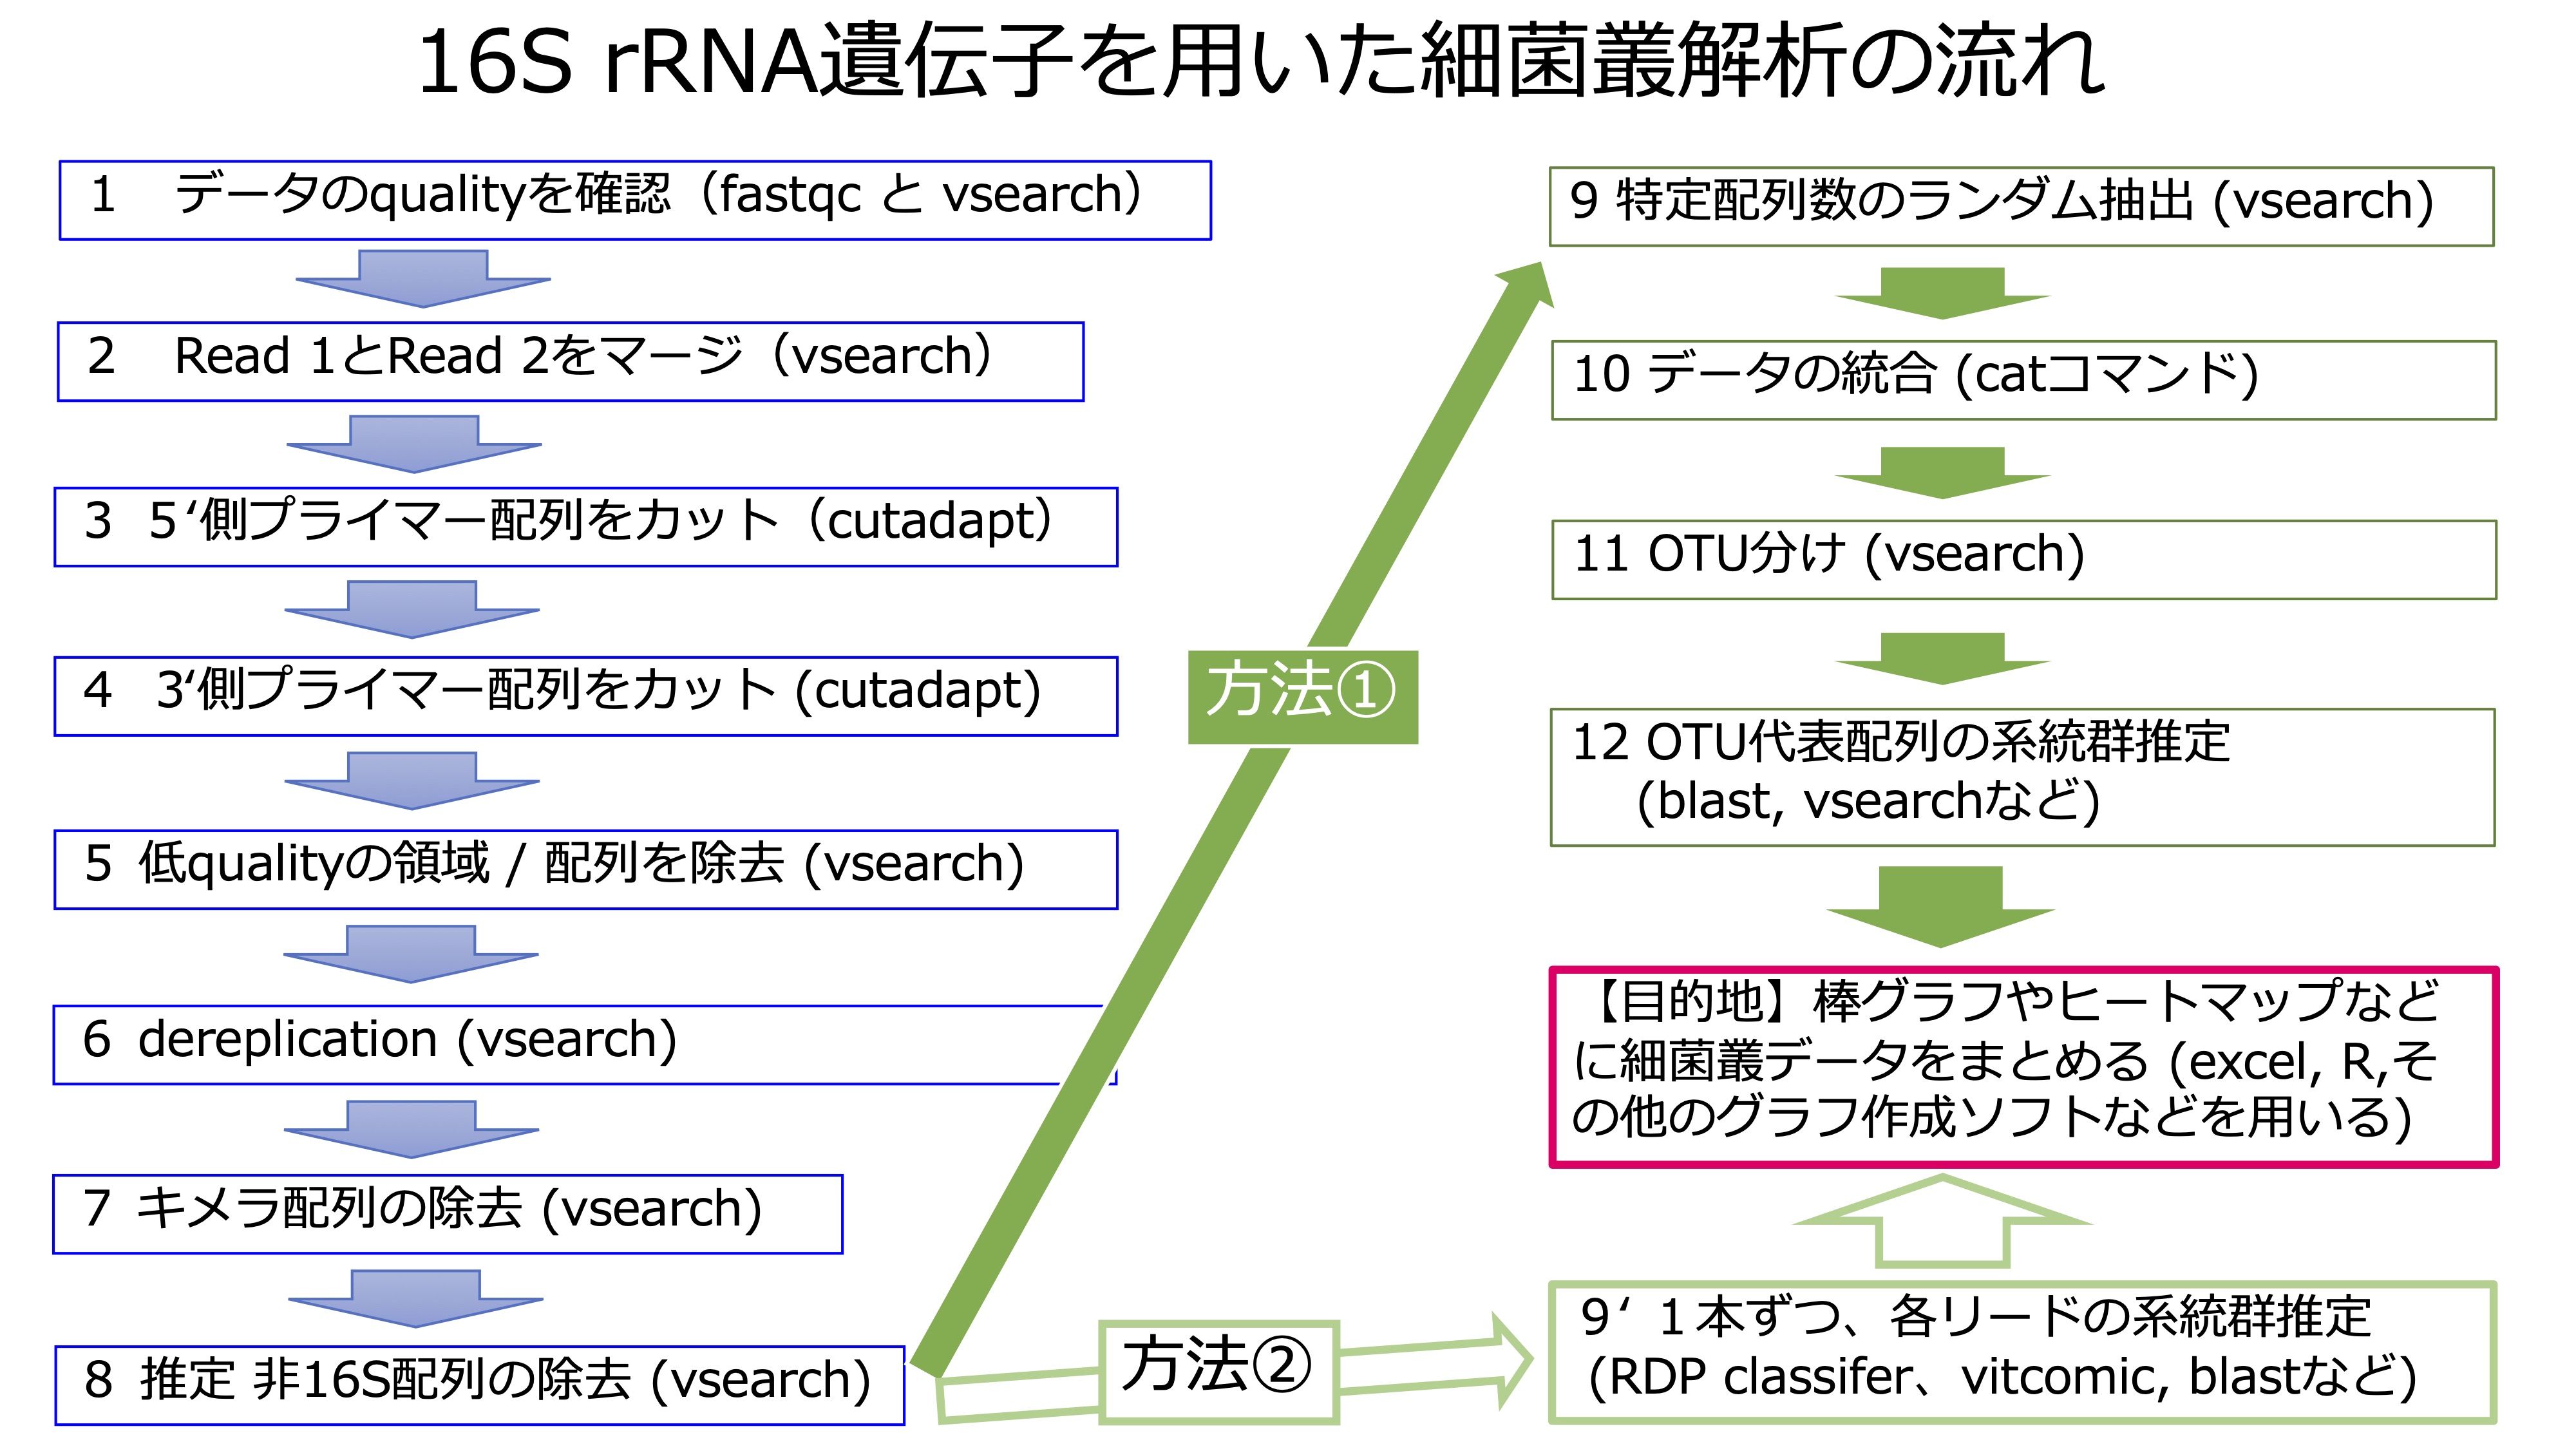 16S rRNA遺伝子を用いた細菌叢解析の流れ
1　データのqualityを確認（fastqc と vsearch）
2　Read 1とRead 2をマージ（vsearch）
3 ５‘側プライマー配列をカット（cutadapt）
4 3‘側プライマー配列をカット (cutadapt)
5 低qualityの領域 / 配列を除去 (vsearch)
6 dereplication (vsearch)
7 キメラ配列の除去 (vsearch)
8 推定 非16S配列の除去 (vsearch)
方法①
方法②
9 特定配列数のランダム抽出 (vsearch)
10 データの統合 (catコマンド)
11 OTU分け (vsearch)
12 OTU代表配列の系統群推定
(blast, vsearchなど)
【目的地】棒グラフやヒートマップなど
に細菌叢データをまとめる (excel, R,そ
の他のグラフ作成ソフトなどを用いる)
9‘ １本ずつ、各リードの系統群推定
(RDP classifer、vitcomic, blastなど)